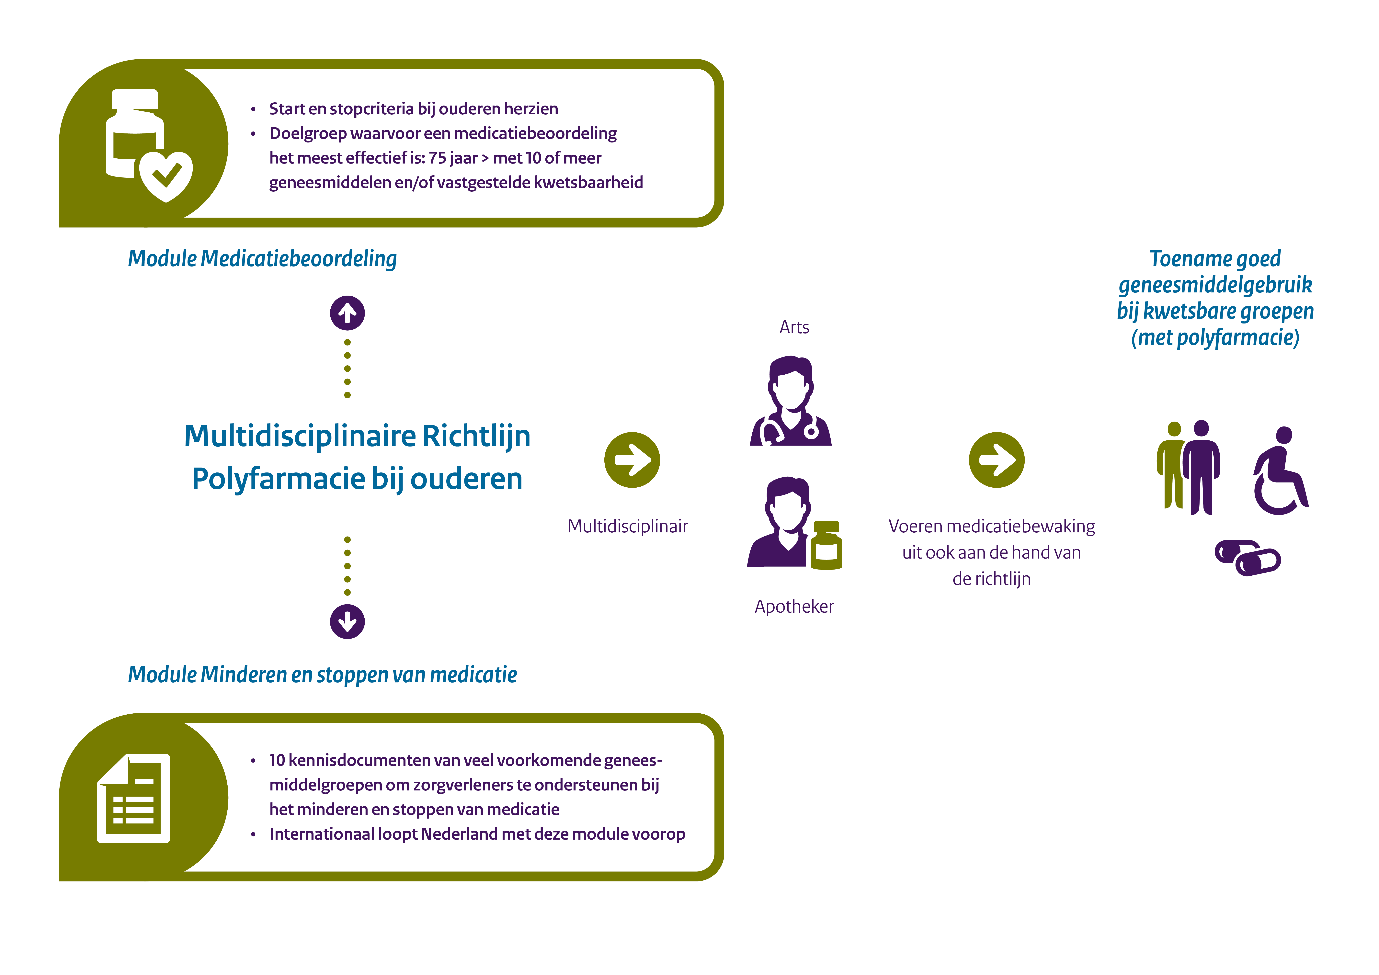 • Start en stopcriteria bij ouderen herzien
• Doelgroep waarvoor een medicatiebeoordeling
het meest effectief is: 75 jaar > met 10 of meer
geneesmiddelen en/of vastgestelde kwetsbaarheid
Module Medicatiebeoordeling
Multidisciplinaire Richtlijn
Polyfarmacie bij ouderen
Module Minderen en stoppen van medicatie
• 10 kennisdocumenten van veel voorkomende genees-
middelgroepen om zorgverleners te ondersteunen bij
het minderen en stoppen van medicatie
• Internationaal loopt Nederland met deze module voorop
Multidisciplinair
Arts
Apotheker
Voeren medicatiebewaking
uit ook aan de hand van
de richtlijn
Toename goed
geneesmiddelgebruik
bij kwetsbare groepen
(met polyfarmacie)